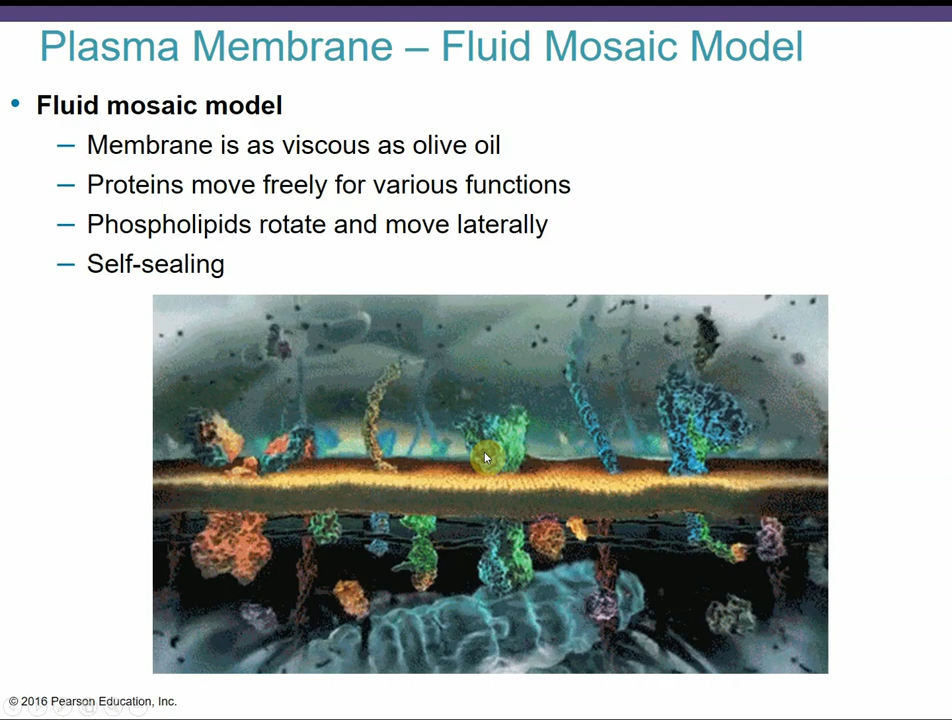 Plasma Membrane – Fluid Mosaic Model
• Fluid mosaic model
– Membrane is as viscous as olive oil
– Proteins move freely for various functions
– Phospholipids rotate and move laterally
– Self-sealing
© 2016 Pearson Education, Inc.